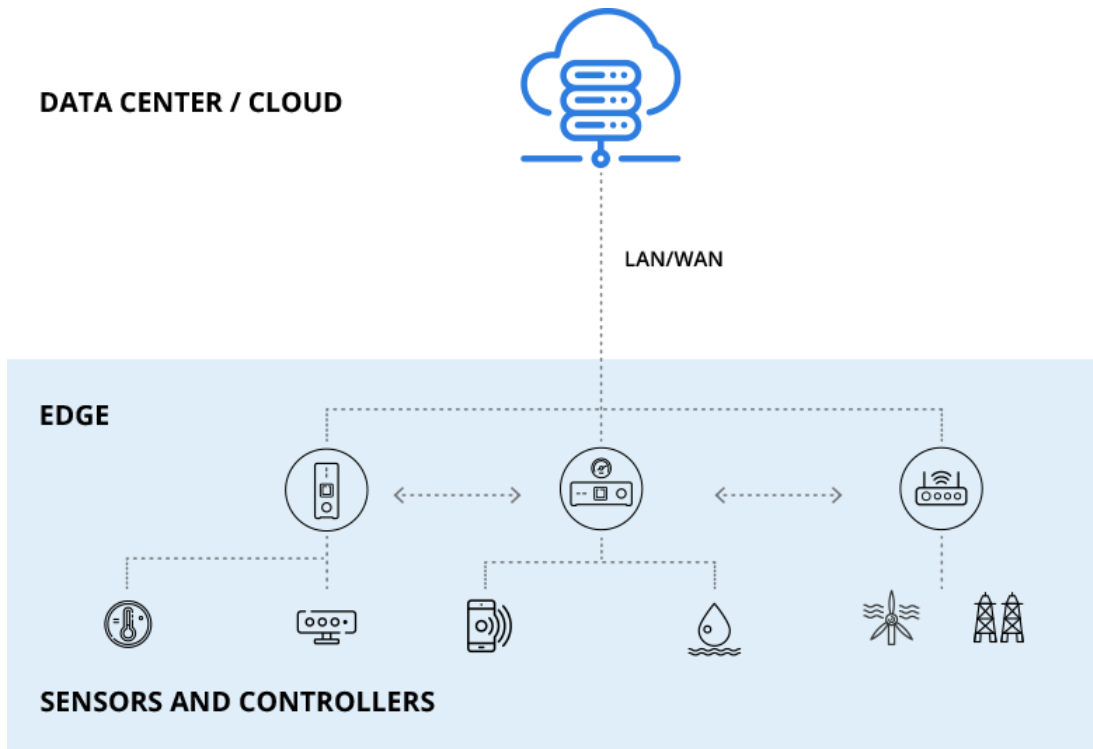 DATA CENTER / CLOUD
LAN/WAN
EDGE
SENSORS AND CONTROLLERS